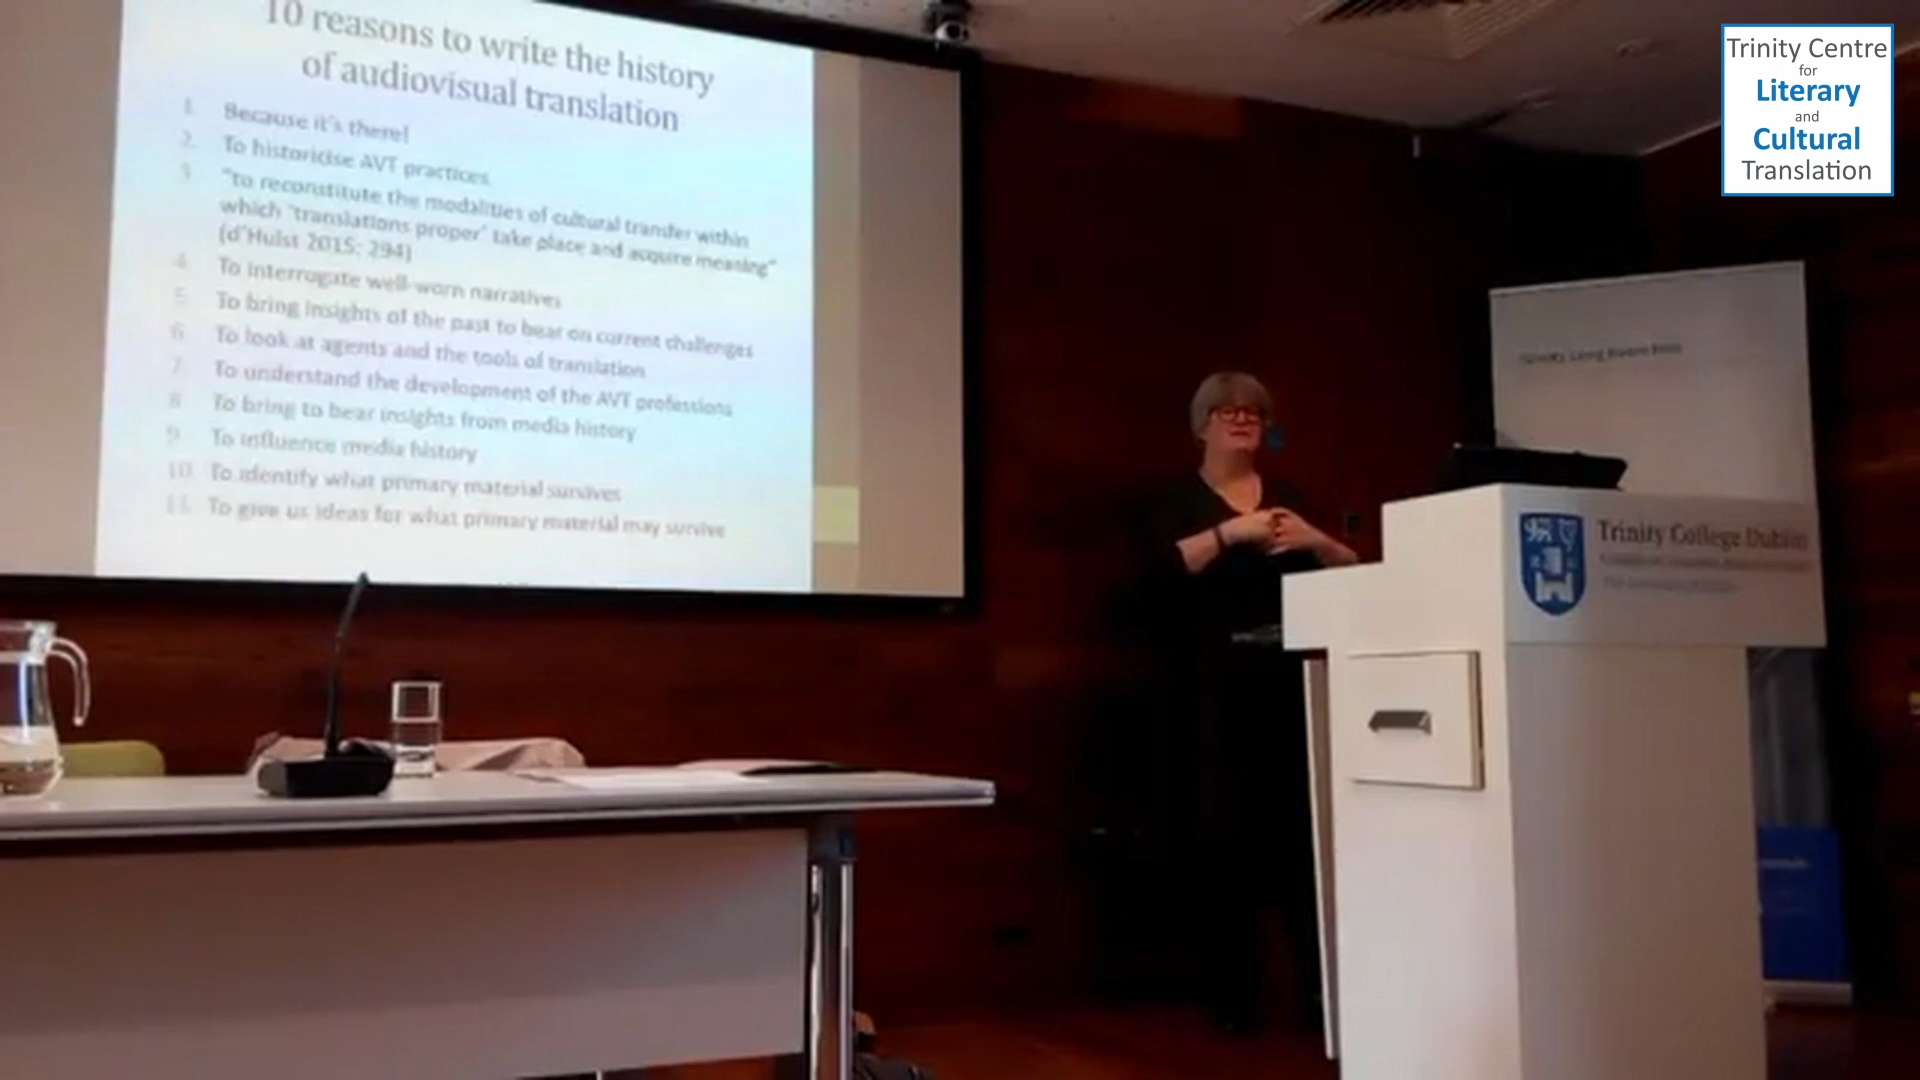 10 reasons to write the history
of audiovisual translation
1. Because it's there!
2. To historicise AVT practices
3. "to reconstitute the modalities of cultural transfer within
which 'translations proper' take place and acquire meaning"
(d'Hulst 2015: 294)
4. To interrogate well-worn narratives
5. To bring insights of the past to bear on current challenges
6. To look at agents and the tools of translation
7. To understand the development of the AVT professions
8. To bring to bear insights from media history
9. To influence media history
10. To identify what primary material survives
11. To give us ideas for what primary material may survive
Trinity Centre
for
Literary
and
Cultural
Translation
Trinity Long Room Hub
Trinity College Dublin